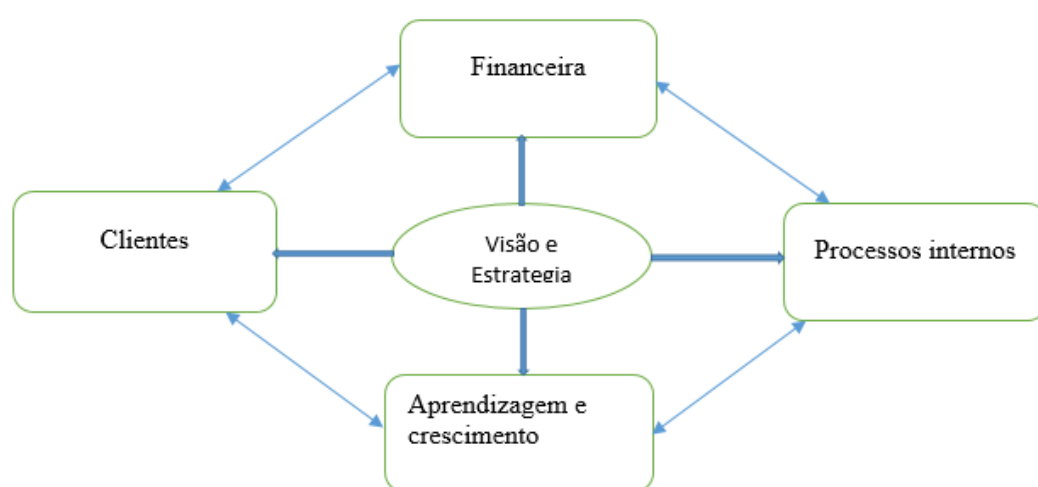 Financeira
Clientes
Visão e
Estrategia
Processos internos
Aprendizagem e
crescimento